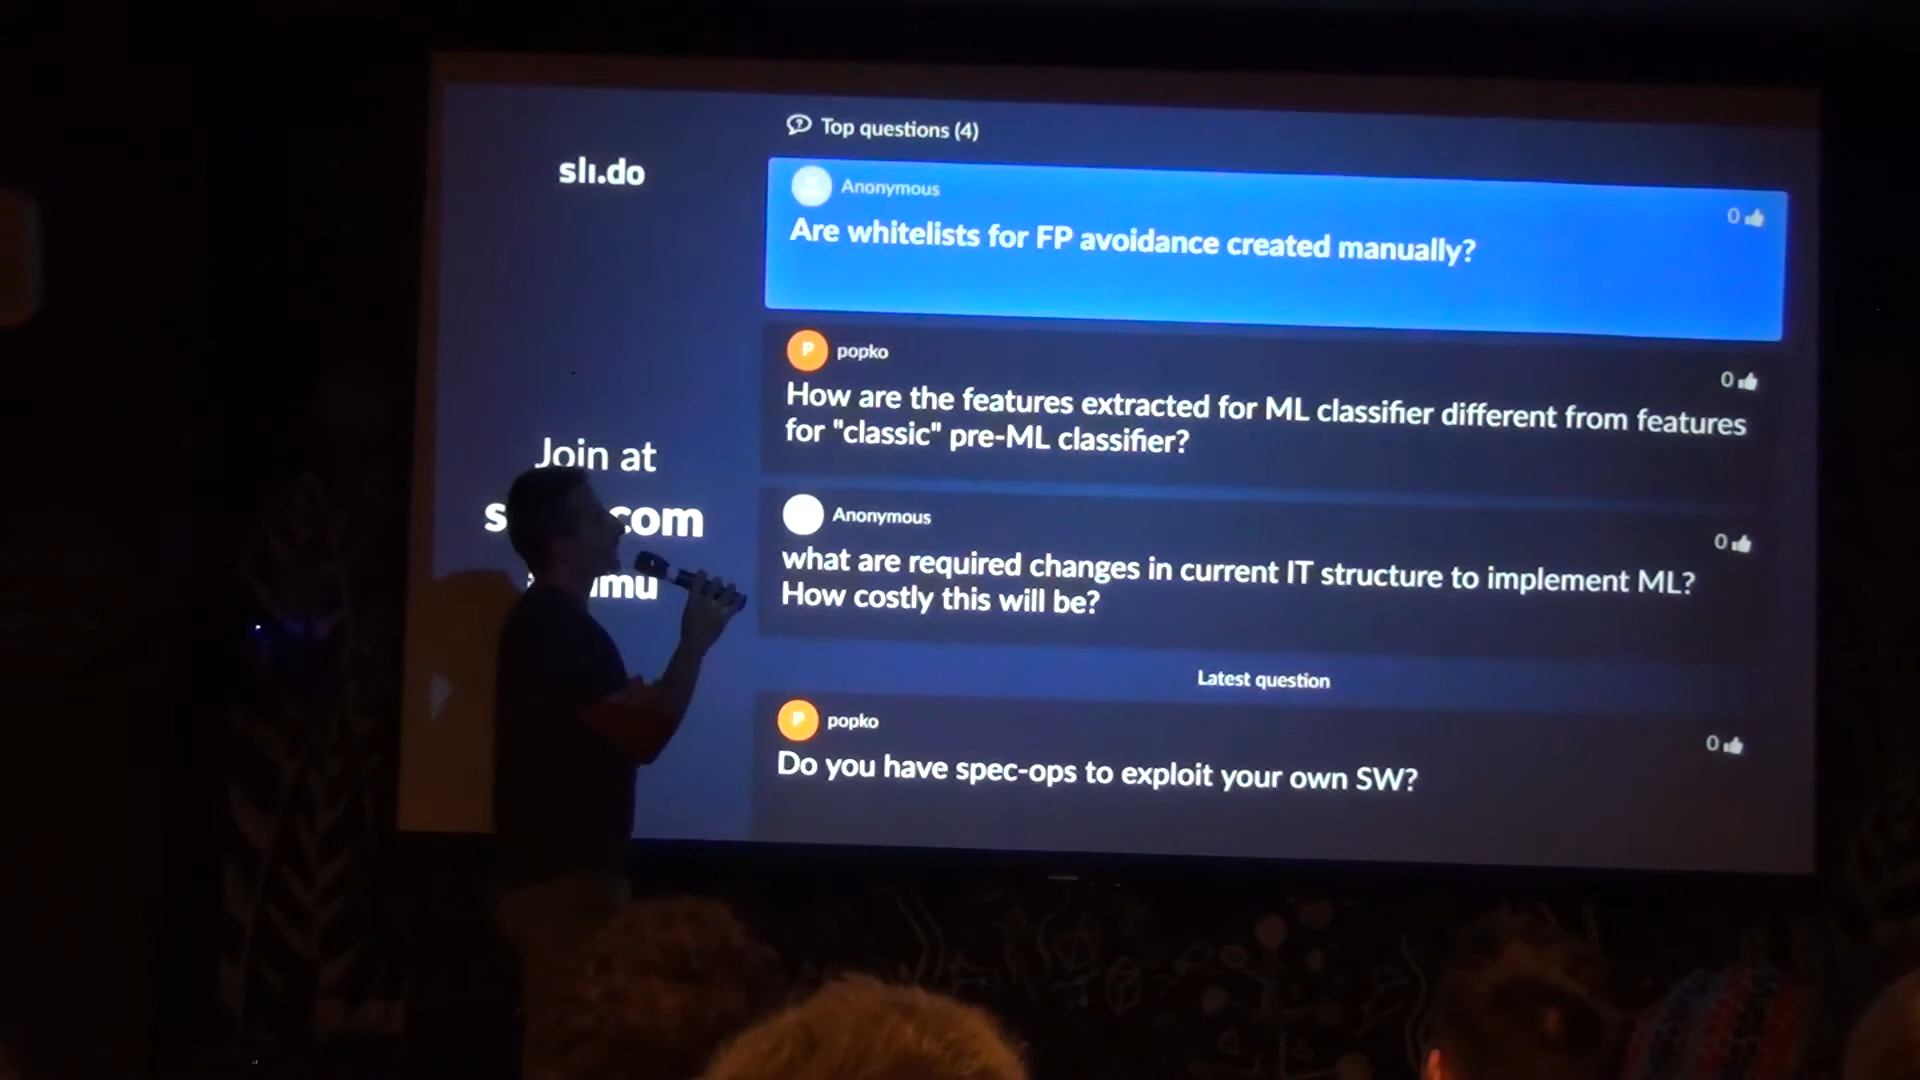 sli.do
Join at
Top questions (4)
Anonymous
0
Are whitelists for FP avoidance created manually?
P popko
0
How are the features extracted for ML classifier different from features
for "classic" pre-ML classifier?
Anonymous
0
what are required changes in current IT structure to implement ML?
How costly this will be?
Latest question
P popko
0
Do you have spec-ops to exploit your own SW?